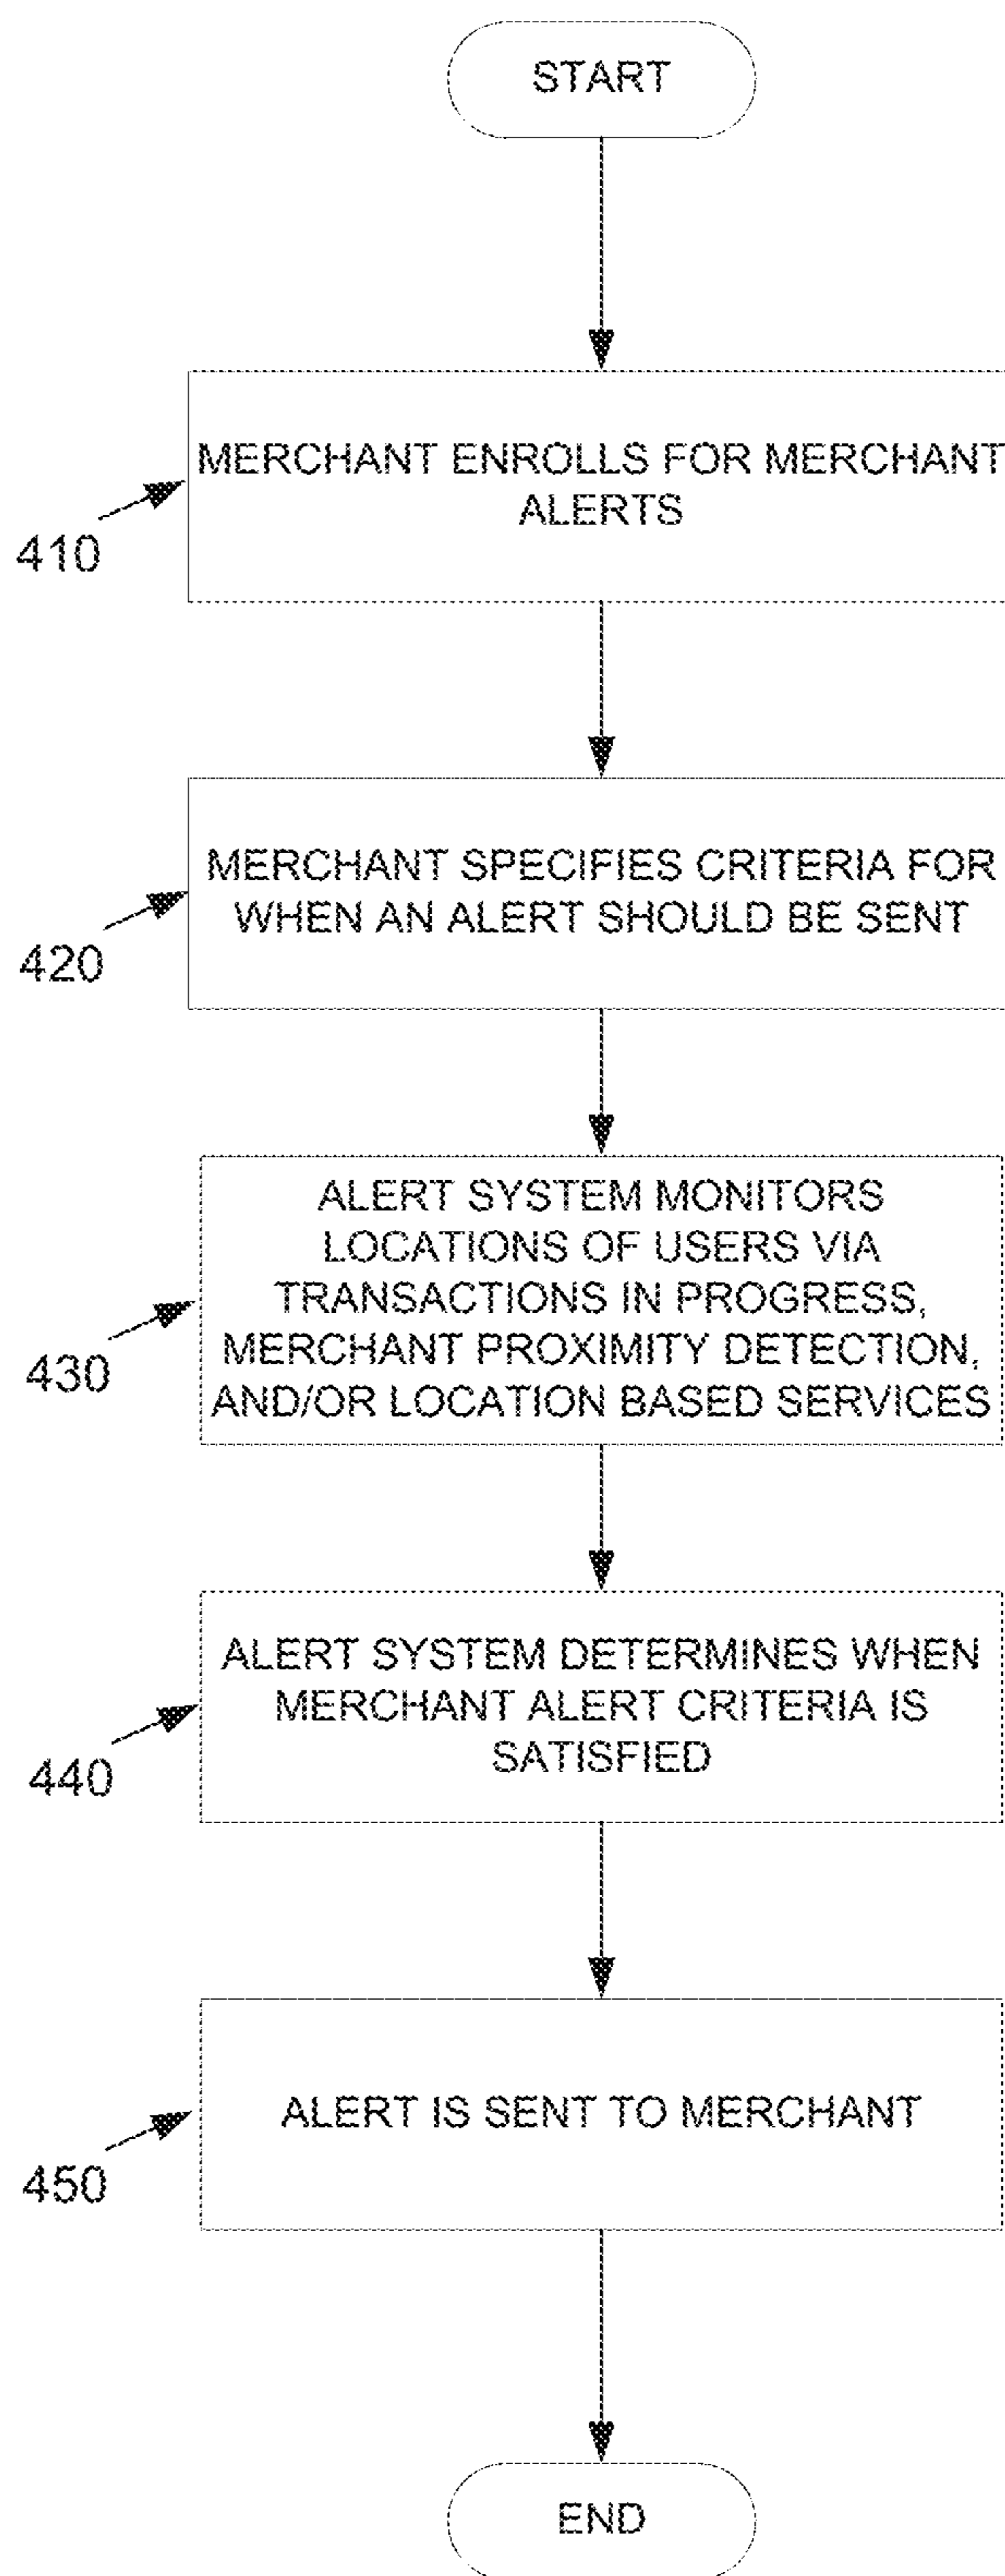 START
MERCHANT ENROLLS FOR MERCHANT
ALERTS
410
MERCHANT SPECIFIES CRITERIA FOR
WHEN AN ALERT SHOULD BE SENT
420
ALERT SYSTEM MONITORS
LOCATIONS OF USERS VIA
TRANSACTIONS IN PROGRESS,
MERCHANT PROXIMITY DETECTION,
AND/OR LOCATION BASED SERVICES
430
ALERT SYSTEM DETERMINES WHEN
MERCHANT ALERT CRITERIA IS
SATISFIED
440
ALERT IS SENT TO MERCHANT
450
END